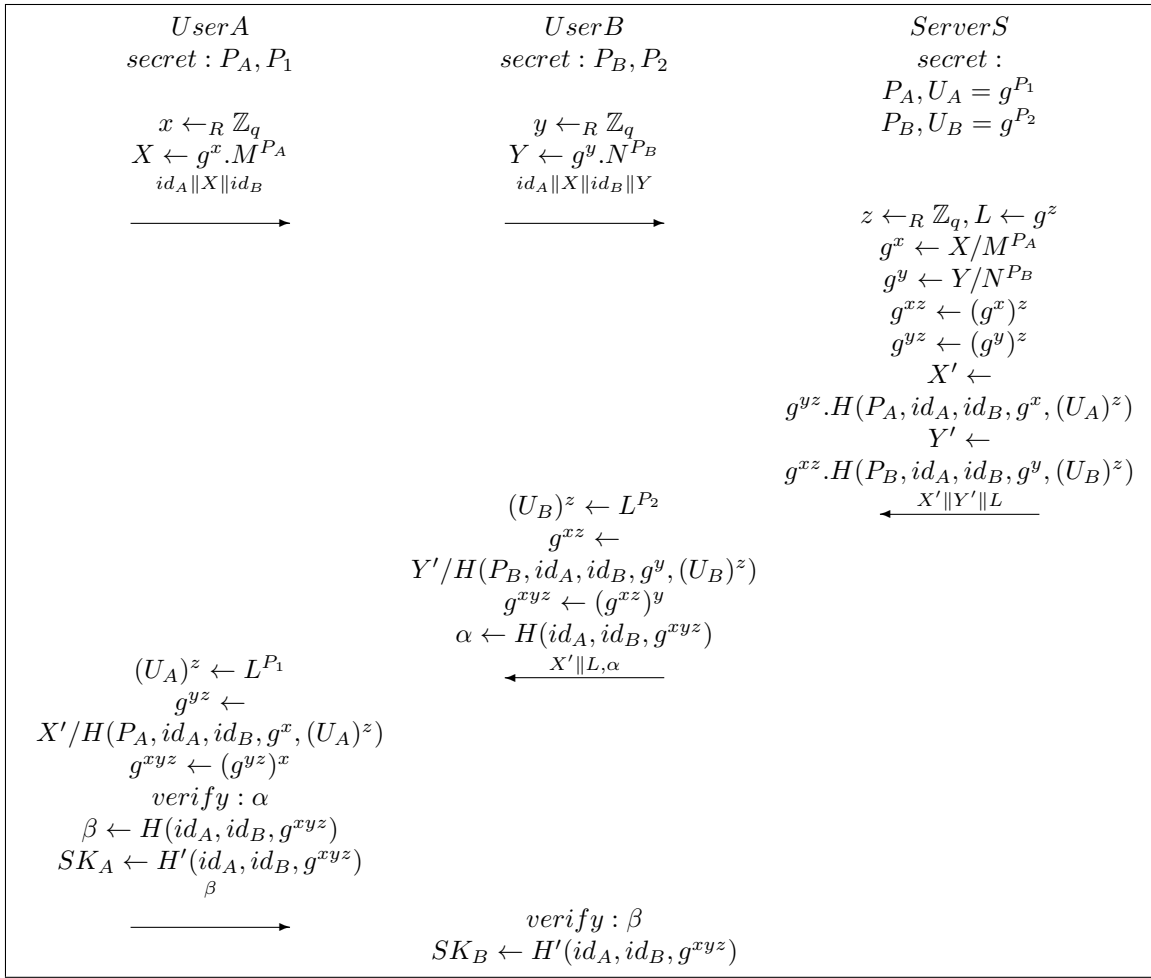 UserA UserB ServerS
secret : P_A, P_1 secret : P_B, P_2 secret :
P_A, U_A = g^{P_1}
P_B, U_B = g^{P_2}
x ←_R ℤ_q y ←_R ℤ_q
X ← g^x.M^{P_A} Y ← g^y.N^{P_B}
id_A∥X∥id_B id_A∥X∥id_B∥Y
z ←_R ℤ_q, L ← g^z
g^x ← X/M^{P_A}
g^y ← Y/N^{P_B}
g^{xz} ← (g^x)^z
g^{yz} ← (g^y)^z
X′ ←
g^{yz}.H(P_A, id_A, id_B, g^x, (U_A)^z)
Y′ ←
g^{xz}.H(P_B, id_A, id_B, g^y, (U_B)^z)
X′∥Y′∥L
(U_B)^z ← L^{P_2}
g^{xz} ←
Y′/H(P_B, id_A, id_B, g^y, (U_B)^z)
g^{xyz} ← (g^{xz})^y
α ← H(id_A, id_B, g^{xyz})
X′∥L,α
(U_A)^z ← L^{P_1}
g^{yz} ←
X′/H(P_A, id_A, id_B, g^x, (U_A)^z)
g^{xyz} ← (g^{yz})^x
verify : α
β ← H(id_A, id_B, g^{xyz})
SK_A ← H′(id_A, id_B, g^{xyz})
β
verify : β
SK_B ← H′(id_A, id_B, g^{xyz})